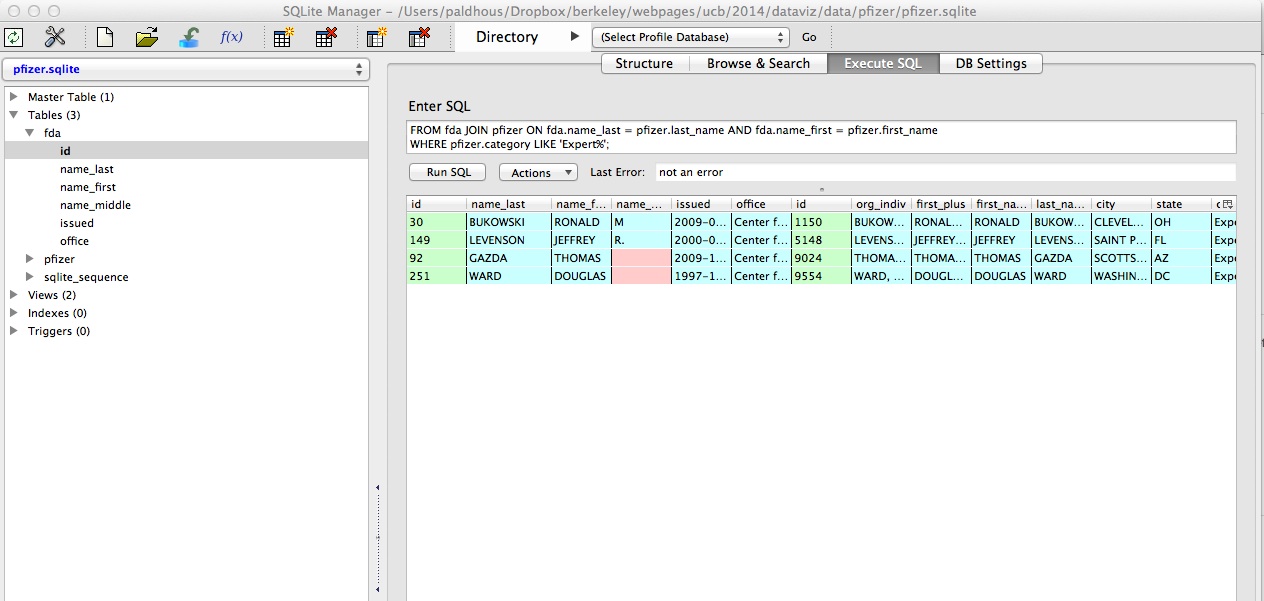 SQLite Manager - /Users/paldhous/Dropbox/berkeley/webpages/ucb/2014/dataviz/data/pfizer/pfizer.sqlite
f(x) Directory (Select Profile Database) Go
pfizer.sqlite
Structure Browse & Search Execute SQL DB Settings
Master Table (1)
Tables (3)
fda
id
name_last
name_first
name_middle
issued
office
pfizer
sqlite_sequence
Views (2)
Indexes (0)
Triggers (0)
Enter SQL
FROM fda JOIN pfizer ON fda.name_last = pfizer.last_name AND fda.name_first = pfizer.first_name
WHERE pfizer.category LIKE 'Expert%';
Run SQL Actions Last Error: not an error
id name_last name_f... name_... issued office id org_indiv first_plus first_na... last_na... city state c
30 BUKOWSKI RONALD M 2009-0... Center f... 1150 BUKOW... RONAL... RONALD BUKOW... CLEVEL... OH Expe
149 LEVENSON JEFFREY R. 2000-0... Center f... 5148 LEVENS... JEFFREY... JEFFREY LEVENS... SAINT P... FL Expe
92 GAZDA THOMAS 2009-1... Center f... 9024 THOMA... THOMA... THOMAS GAZDA SCOTTS... AZ Expe
251 WARD DOUGLAS 1997-1... Center f... 9554 WARD, ... DOUGL... DOUGLAS WARD WASHIN... DC Expe